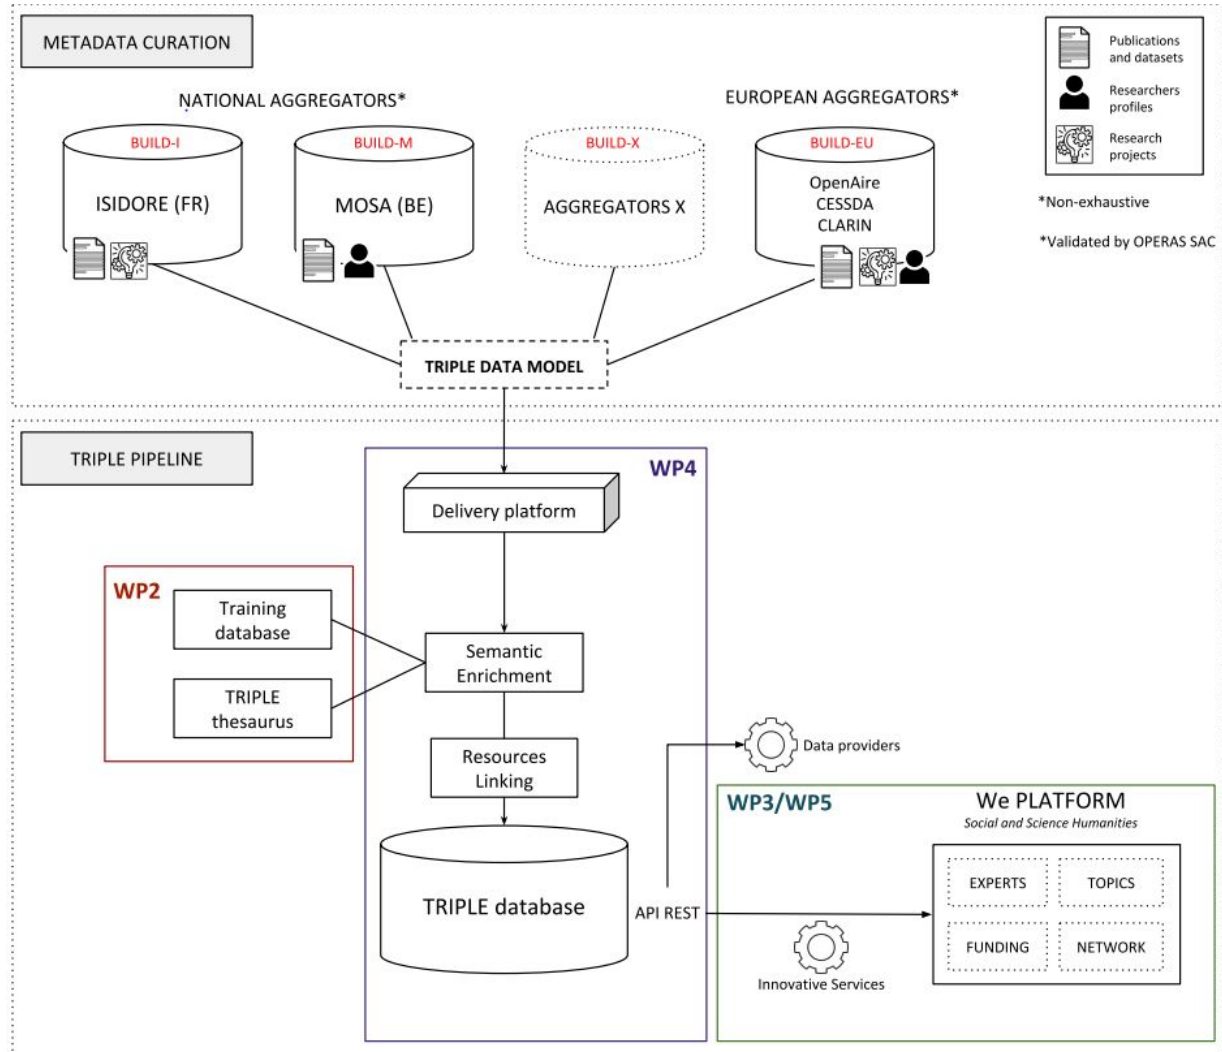 METADATA CURATION
NATIONAL AGGREGATORS*
EUROPEAN AGGREGATORS*
Publications
and datasets
Researchers
profiles
Research
projects
*Non-exhaustive
*Validated by OPERAS SAC
BUILD-I
ISIDORE (FR)
BUILD-M
MOSA (BE)
BUILD-X
AGGREGATORS X
BUILD-EU
OpenAire
CESSDA
CLARIN
TRIPLE DATA MODEL
TRIPLE PIPELINE
WP4
Delivery platform
WP2
Training
database
TRIPLE
thesaurus
Semantic
Enrichment
Resources
Linking
TRIPLE database
API REST
Data providers
WP3/WP5
We PLATFORM
Social and Science Humanities
EXPERTS
TOPICS
FUNDING
NETWORK
Innovative Services